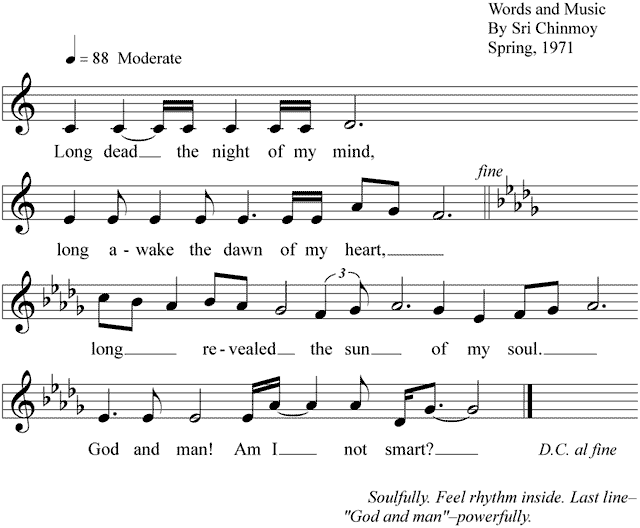 Words and Music
By Sri Chinmoy
Spring, 1971
= 88 Moderate
Long dead the night of my mind,
fine
long a-wake the dawn of my heart,
3
long re-vealed the sun of my soul.
God and man! Am I not smart?
D.C. al fine
Soulfully. Feel rhythm inside. Last line–
"God and man"–powerfully.